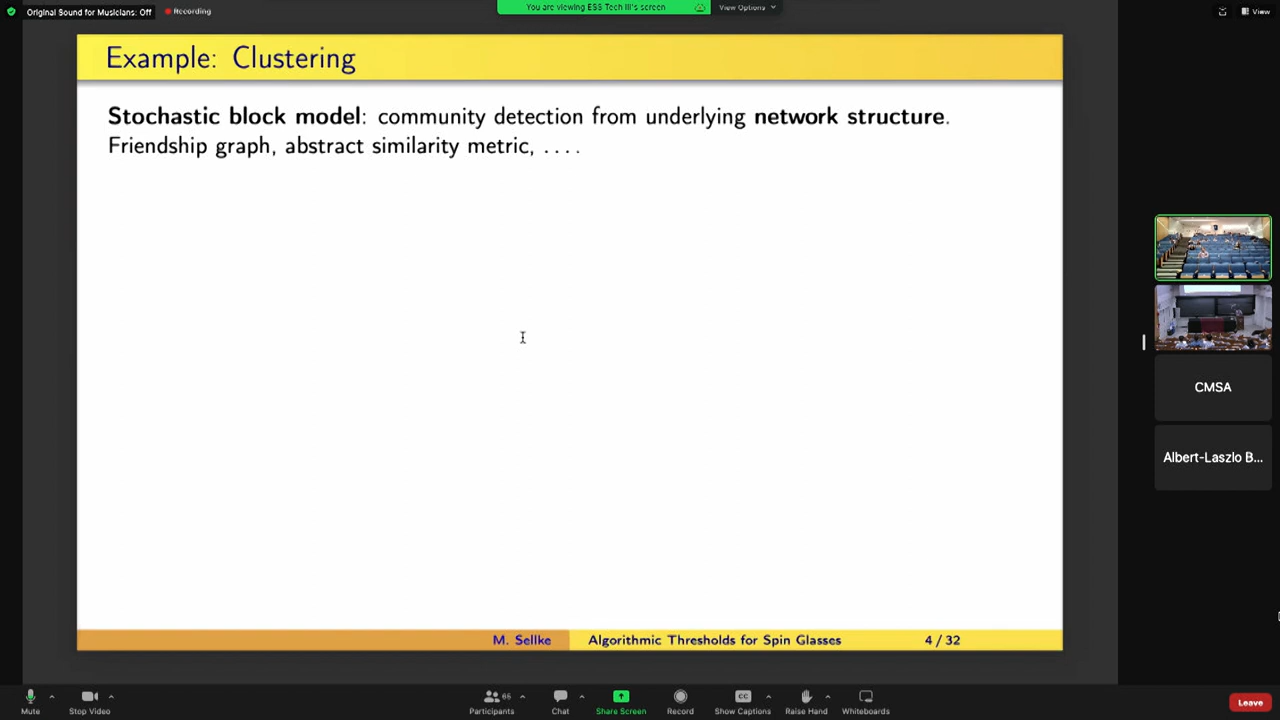 Original Sound for Musicians: Off
Recording
You are viewing ESS Tech III's screen
View Options
View
Example: Clustering
Stochastic block model: community detection from underlying network structure.
Friendship graph, abstract similarity metric, . . . .
CMSA
Albert-Laszlo B...
M. Sellke
Algorithmic Thresholds for Spin Glasses
4 / 32
Mute
Stop Video
Participants
65
Chat
Share Screen
Record
CC
Show Captions
Raise Hand
Whiteboards
Leave